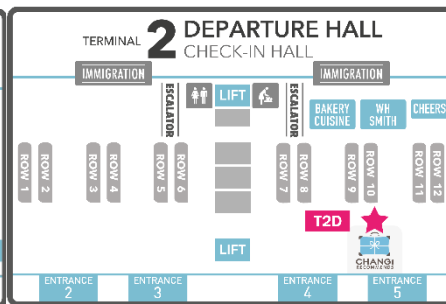 TERMINAL 2 DEPARTURE HALL
CHECK-IN HALL
IMMIGRATION
IMMIGRATION
ESCALATOR
LIFT
ESCALATOR
BAKERY CUISINE
WH SMITH
CHEERS
ROW 1
ROW 2
ROW 3
ROW 4
ROW 5
ROW 6
ROW 7
ROW 8
ROW 9
ROW 10
ROW 11
ROW 12
T2D
LIFT
CHANGI
RECOMMENDS
ENTRANCE 2
ENTRANCE 3
ENTRANCE 4
ENTRANCE 5